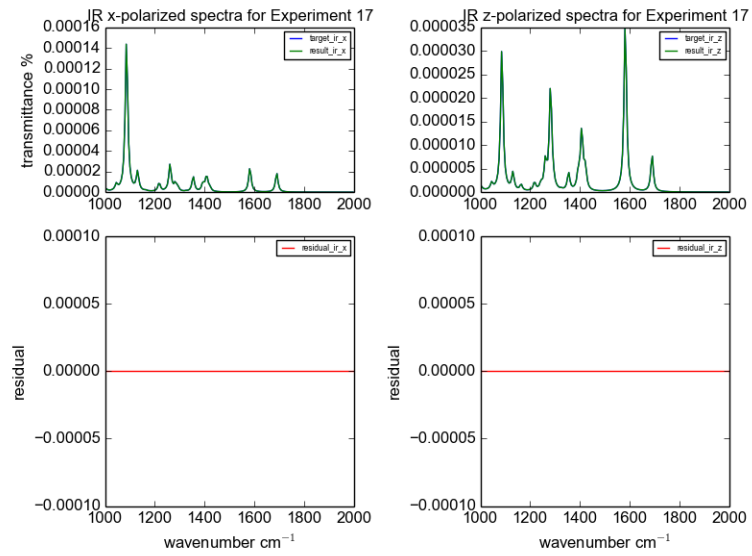 IR x-polarized spectra for Experiment 17
IR z-polarized spectra for Experiment 17
0.00016
0.00014
0.00012
0.00010
0.00008
0.00006
0.00004
0.00002
0.00000
transmittance %
target_ir_x
result_ir_x
1000 1200 1400 1600 1800 2000
0.000035
0.000030
0.000025
0.000020
0.000015
0.000010
0.000005
0.000000
target_ir_z
result_ir_z
1000 1200 1400 1600 1800 2000
0.00010
0.00005
0.00000
−0.00005
−0.00010
residual
residual_ir_x
1000 1200 1400 1600 1800 2000
wavenumber cm⁻¹
0.00010
0.00005
0.00000
−0.00005
−0.00010
residual
residual_ir_z
1000 1200 1400 1600 1800 2000
wavenumber cm⁻¹